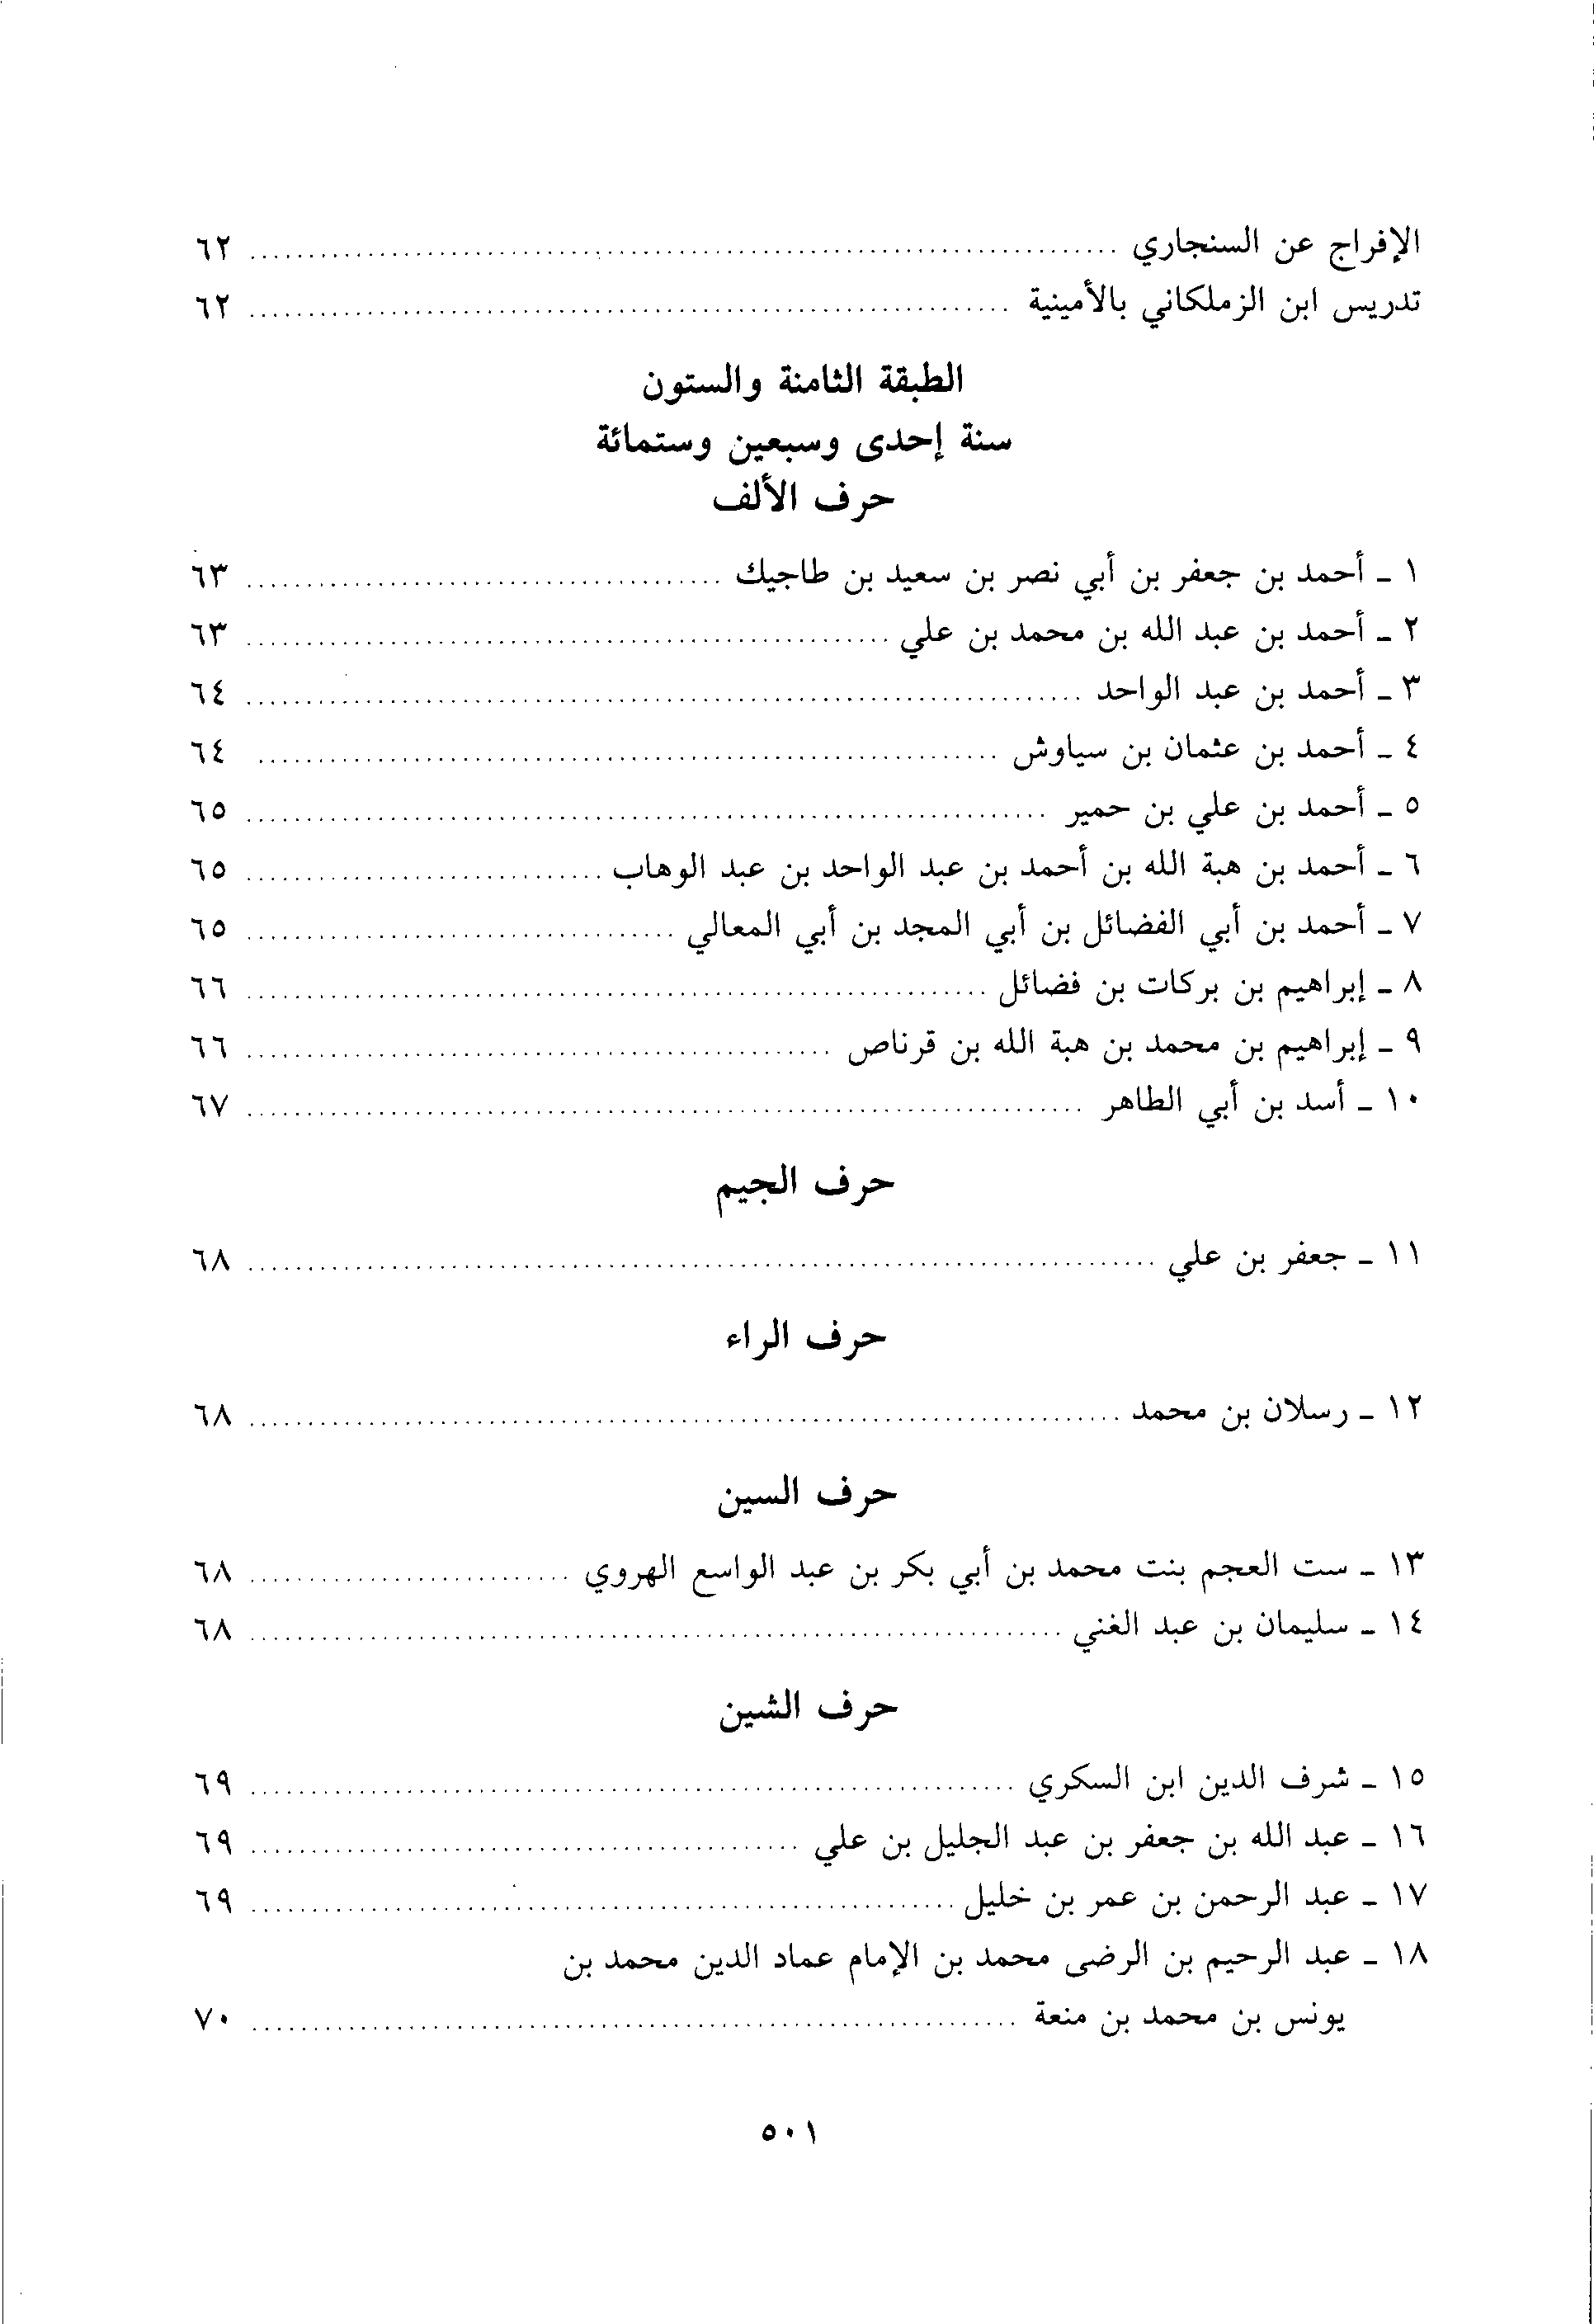 الإفراج عن السنجاري ........................................ ٦٢
تدريس ابن الزملكاني بالأمينية ........................................ ٦٢
الطبقة الثامنة والستون
سنة إحدى وسبعين وستمائة
حرف الألف
١ - أحمد بن جعفر بن أبي نصر بن سعيد بن طاجيك ........................................ ٦٣
٢ - أحمد بن عبد الله بن محمد بن علي ........................................ ٦٣
٣ - أحمد بن عبد الواحد ........................................ ٦٤
٤ - أحمد بن عثمان بن سياوش ........................................ ٦٤
٥ - أحمد بن علي بن حمير ........................................ ٦٥
٦ - أحمد بن هبة الله بن أحمد بن عبد الواحد بن عبد الوهاب ........................................ ٦٥
٧ - أحمد بن أبي الفضائل بن أبي المجد بن أبي المعالي ........................................ ٦٥
٨ - إبراهيم بن بركات بن فضائل ........................................ ٦٦
٩ - إبراهيم بن محمد بن هبة الله بن قرناص ........................................ ٦٦
١٠ - أسد بن أبي الطاهر ........................................ ٦٧
حرف الجيم
١١ - جعفر بن علي ........................................ ٦٨
حرف الراء
١٢ - رسلان بن محمد ........................................ ٦٨
حرف السين
١٣ - ست العجم بنت محمد بن أبي بكر بن عبد الواسع الهروي ........................................ ٦٨
١٤ - سليمان بن عبد الغني ........................................ ٦٨
حرف الشين
١٥ - شرف الدين ابن السكري ........................................ ٦٩
١٦ - عبد الله بن جعفر بن عبد الجليل بن علي ........................................ ٦٩
١٧ - عبد الرحمن بن عمر بن خليل ........................................ ٦٩
١٨ - عبد الرحيم بن الرضى محمد بن الإمام عماد الدين محمد بن
يونس بن محمد بن منعة ........................................ ٧٠
٥٠١